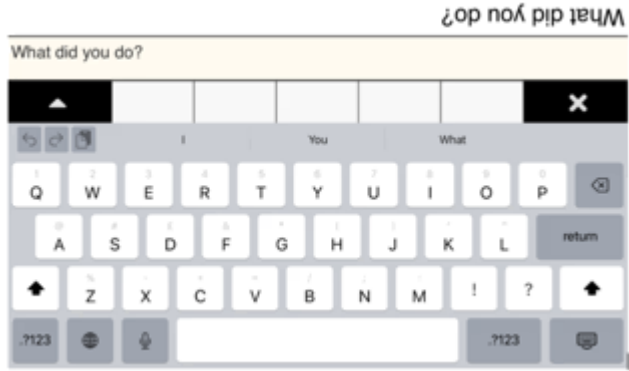 What did you do?
What did you do?
I You What
1 2 3 4 5 6 7 8 9 0
Q W E R T Y U I O P
@ # £ & * ( ) ' "
A S D F G H J K L return
% - + = / ; :
Z X C V B N M ! ?
.?123 .?123